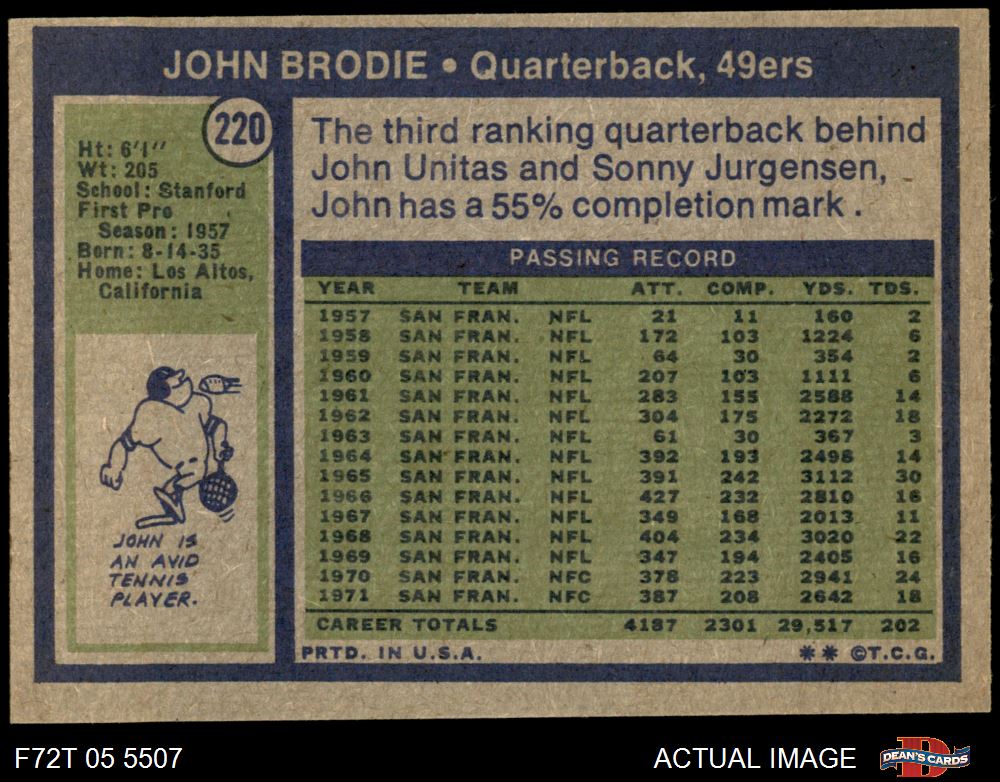 JOHN BRODIE • Quarterback, 49ers
220
Ht: 6'1"
Wt: 205
School: Stanford
First Pro
Season: 1957
Born: 8-14-35
Home: Los Altos,
California
JOHN IS
AN AVID
TENNIS
PLAYER.
The third ranking quarterback behind
John Unitas and Sonny Jurgensen,
John has a 55% completion mark.
PASSING RECORD
YEAR TEAM ATT. COMP. YDS. TDS.
1957 SAN FRAN. NFL 21 11 160 2
1958 SAN FRAN. NFL 172 103 1224 6
1959 SAN FRAN. NFL 64 30 354 2
1960 SAN FRAN. NFL 207 103 1111 6
1961 SAN FRAN. NFL 283 155 2588 14
1962 SAN FRAN. NFL 304 175 2272 18
1963 SAN FRAN. NFL 61 30 367 3
1964 SAN FRAN. NFL 392 193 2498 14
1965 SAN FRAN. NFL 391 242 3112 30
1966 SAN FRAN. NFL 427 232 2810 16
1967 SAN FRAN. NFL 349 168 2013 11
1968 SAN FRAN. NFL 404 234 3020 22
1969 SAN FRAN. NFL 347 194 2405 16
1970 SAN FRAN. NFC 378 223 2941 24
1971 SAN FRAN. NFC 387 208 2642 18
CAREER TOTALS 4187 2301 29,517 202
PRTD. IN U.S.A. ** ©T.C.G.
F72T 05 5507
ACTUAL IMAGE
D
DEAN'S CARDS